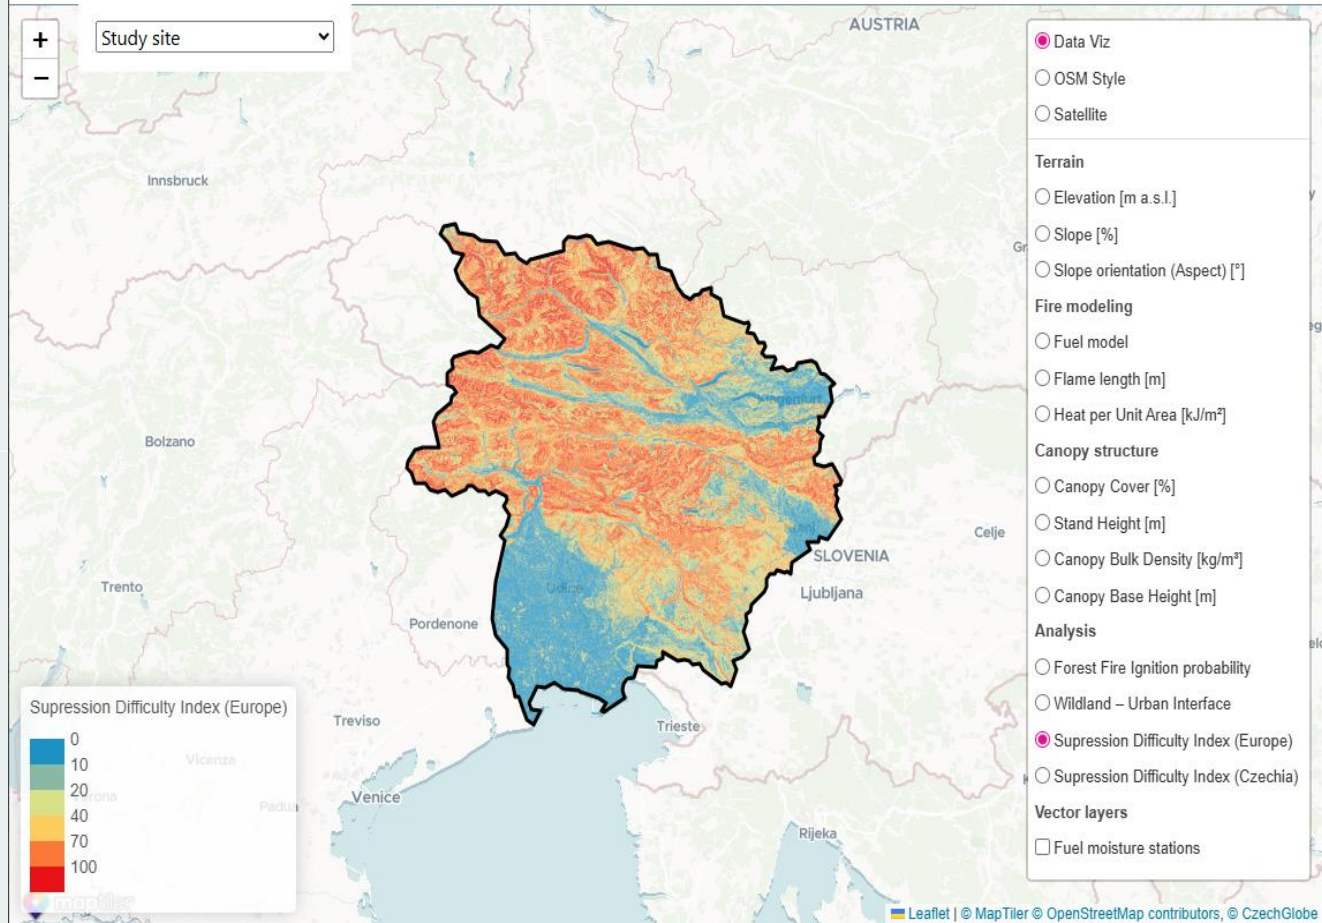 +
−
Study site
AUSTRIA
Innsbruck
Bolzano
Klagenfurt
Celje
SLOVENIA
Ljubljana
Trento
Udine
Pordenone
Treviso
Trieste
Vicenza
Verona
Padua
Venice
Rijeka
Supression Difficulty Index (Europe)
0
10
20
40
70
100
maptiler
Data Viz
OSM Style
Satellite
Terrain
Elevation [m a.s.l.]
Slope [%]
Slope orientation (Aspect) [°]
Fire modeling
Fuel model
Flame length [m]
Heat per Unit Area [kJ/m²]
Canopy structure
Canopy Cover [%]
Stand Height [m]
Canopy Bulk Density [kg/m³]
Canopy Base Height [m]
Analysis
Forest Fire Ignition probability
Wildland – Urban Interface
Supression Difficulty Index (Europe)
Supression Difficulty Index (Czechia)
Vector layers
Fuel moisture stations
Leaflet | © MapTiler © OpenStreetMap contributors, © CzechGlobe